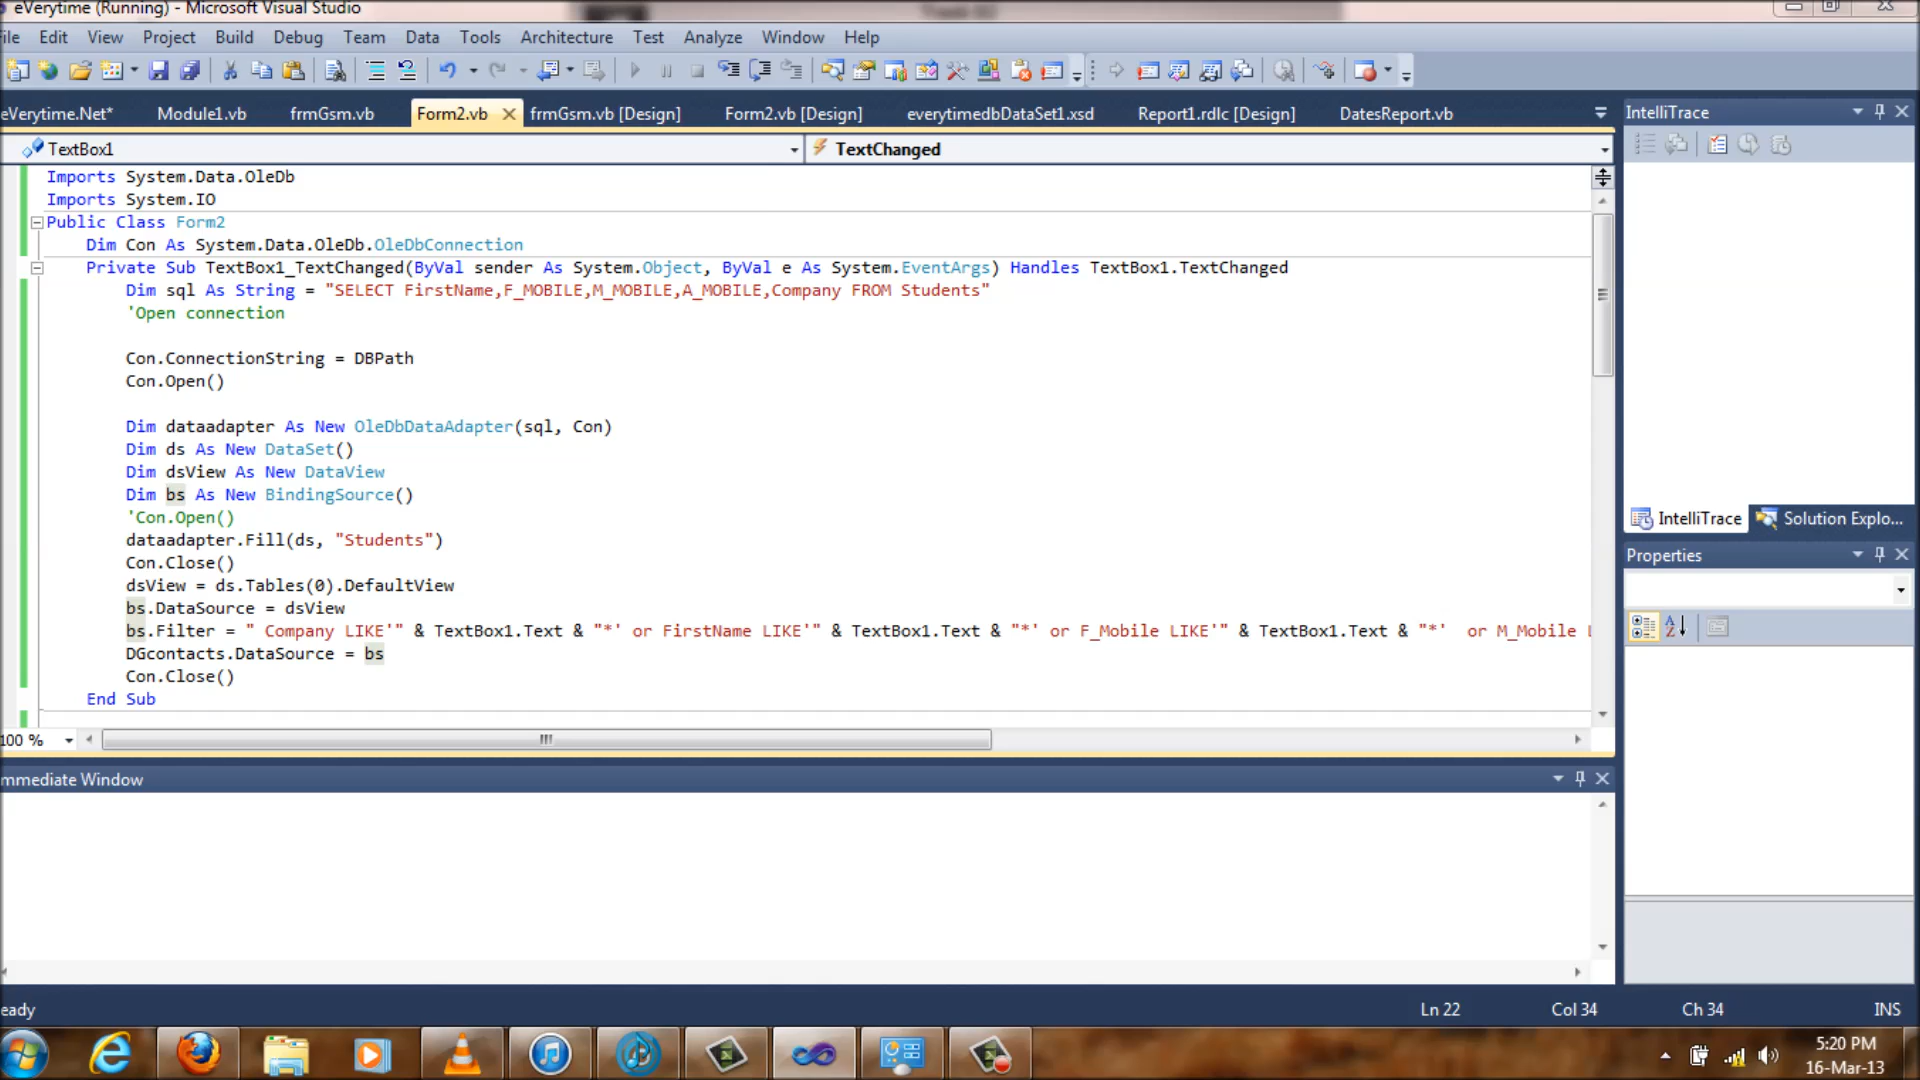 eVerytime (Running) - Microsoft Visual Studio
ile Edit View Project Build Debug Team Data Tools Architecture Test Analyze Window Help
eVerytime.Net* Module1.vb frmGsm.vb Form2.vb frmGsm.vb [Design] Form2.vb [Design] everytimedbDataSet1.xsd Report1.rdlc [Design] DatesReport.vb
IntelliTrace
TextBox1 TextChanged
Imports System.Data.OleDb
Imports System.IO
Public Class Form2
Dim Con As System.Data.OleDb.OleDbConnection
Private Sub TextBox1_TextChanged(ByVal sender As System.Object, ByVal e As System.EventArgs) Handles TextBox1.TextChanged
Dim sql As String = "SELECT FirstName,F_MOBILE,M_MOBILE,A_MOBILE,Company FROM Students"
'Open connection
Con.ConnectionString = DBPath
Con.Open()
Dim dataadapter As New OleDbDataAdapter(sql, Con)
Dim ds As New DataSet()
Dim dsView As New DataView
Dim bs As New BindingSource()
'Con.Open()
dataadapter.Fill(ds, "Students")
Con.Close()
dsView = ds.Tables(0).DefaultView
bs.DataSource = dsView
bs.Filter = " Company LIKE'" & TextBox1.Text & "*' or FirstName LIKE'" & TextBox1.Text & "*' or F_Mobile LIKE'" & TextBox1.Text & "*'  or M_Mobile L
DGcontacts.DataSource = bs
Con.Close()
End Sub
100 %
IntelliTrace Solution Explo...
Properties
mmediate Window
eady Ln 22 Col 34 Ch 34 INS
5:20 PM
16-Mar-13